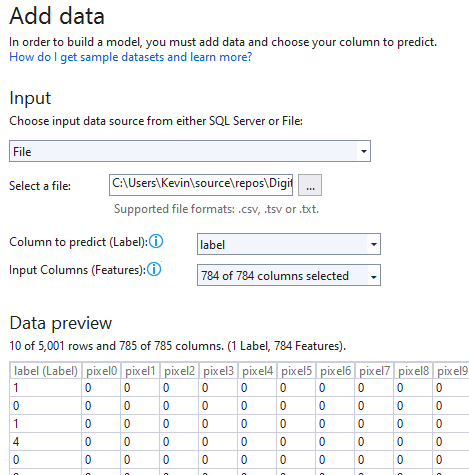 Add data
In order to build a model, you must add data and choose your column to predict.
How do I get sample datasets and learn more?
Input
Choose input data source from either SQL Server or File:
File
Select a file: C:\Users\Kevin\source\repos\Digit ...
Supported file formats: .csv, .tsv or .txt.
Column to predict (Label): label
Input Columns (Features): 784 of 784 columns selected
Data preview
10 of 5,001 rows and 785 of 785 columns. (1 Label, 784 Features).
label (Label) pixel0 pixel1 pixel2 pixel3 pixel4 pixel5 pixel6 pixel7 pixel8 pixel9
1 0 0 0 0 0 0 0 0 0 0
0 0 0 0 0 0 0 0 0 0 0
1 0 0 0 0 0 0 0 0 0 0
4 0 0 0 0 0 0 0 0 0 0
0 0 0 0 0 0 0 0 0 0 0